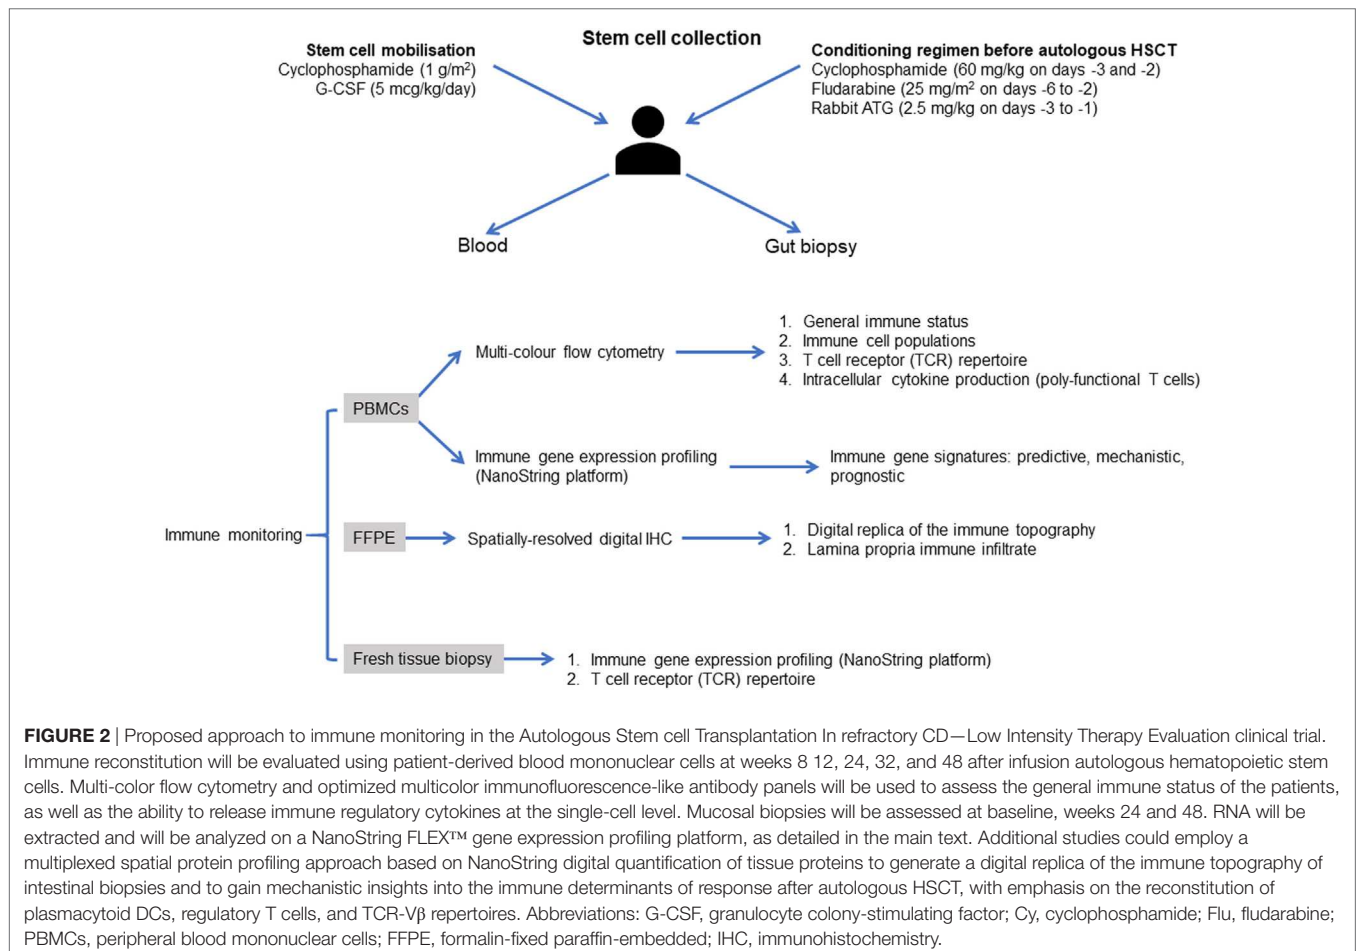 Stem cell collection
Stem cell mobilisation
Cyclophosphamide (1 g/m²)
G-CSF (5 mcg/kg/day)
Conditioning regimen before autologous HSCT
Cyclophosphamide (60 mg/kg on days -3 and -2)
Fludarabine (25 mg/m² on days -6 to -2)
Rabbit ATG (2.5 mg/kg on days -3 to -1)
Blood
Gut biopsy
Immune monitoring
PBMCs
Multi-colour flow cytometry
1. General immune status
2. Immune cell populations
3. T cell receptor (TCR) repertoire
4. Intracellular cytokine production (poly-functional T cells)
Immune gene expression profiling
(NanoString platform)
Immune gene signatures: predictive, mechanistic,
prognostic
FFPE
Spatially-resolved digital IHC
1. Digital replica of the immune topography
2. Lamina propria immune infiltrate
Fresh tissue biopsy
1. Immune gene expression profiling (NanoString platform)
2. T cell receptor (TCR) repertoire
FIGURE 2 | Proposed approach to immune monitoring in the Autologous Stem cell Transplantation In refractory CD—Low Intensity Therapy Evaluation clinical trial.
Immune reconstitution will be evaluated using patient-derived blood mononuclear cells at weeks 8 12, 24, 32, and 48 after infusion autologous hematopoietic stem
cells. Multi-color flow cytometry and optimized multicolor immunofluorescence-like antibody panels will be used to assess the general immune status of the patients,
as well as the ability to release immune regulatory cytokines at the single-cell level. Mucosal biopsies will be assessed at baseline, weeks 24 and 48. RNA will be
extracted and will be analyzed on a NanoString FLEX™ gene expression profiling platform, as detailed in the main text. Additional studies could employ a
multiplexed spatial protein profiling approach based on NanoString digital quantification of tissue proteins to generate a digital replica of the immune topography of
intestinal biopsies and to gain mechanistic insights into the immune determinants of response after autologous HSCT, with emphasis on the reconstitution of
plasmacytoid DCs, regulatory T cells, and TCR-Vβ repertoires. Abbreviations: G-CSF, granulocyte colony-stimulating factor; Cy, cyclophosphamide; Flu, fludarabine;
PBMCs, peripheral blood mononuclear cells; FFPE, formalin-fixed paraffin-embedded; IHC, immunohistochemistry.